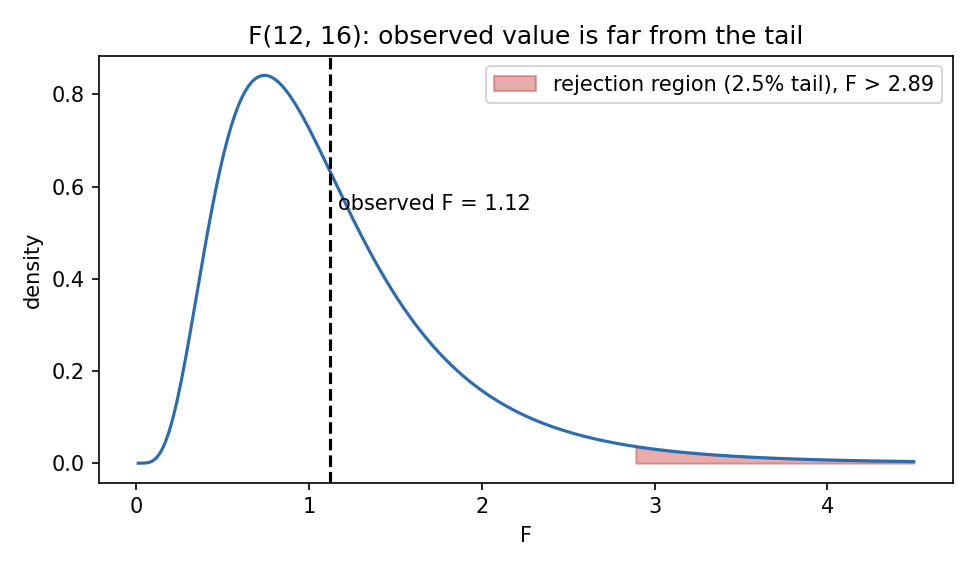 F(12, 16): observed value is far from the tail
rejection region (2.5% tail), F > 2.89
observed F = 1.12
density
0.8
0.6
0.4
0.2
0.0
0 1 2 3 4
F